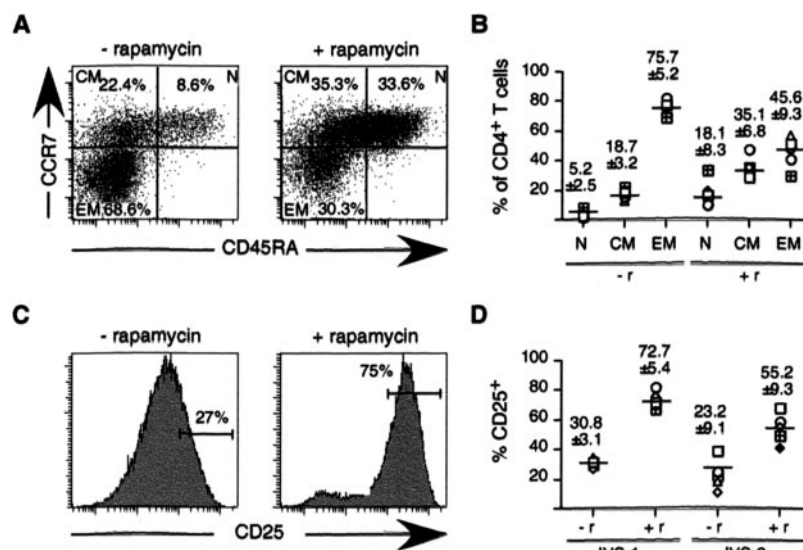 A
- rapamycin
+ rapamycin
CM 22.4% 8.6% N
CM 35.3% 33.6% N
EM 68.6%
EM 30.3%
CCR7
CD45RA
B
% of CD4+ T cells
100
80
60
40
20
5.2 ±2.5
18.7 ±3.2
75.7 ±5.2
18.1 ±8.3
35.1 ±6.8
45.6 ±9.3
N CM EM N CM EM
- r + r
C
- rapamycin
+ rapamycin
27%
75%
CD25
D
% CD25+
100
80
60
40
20
30.8 ±3.1
72.7 ±5.4
23.2 ±9.1
55.2 ±9.3
- r + r - r + r